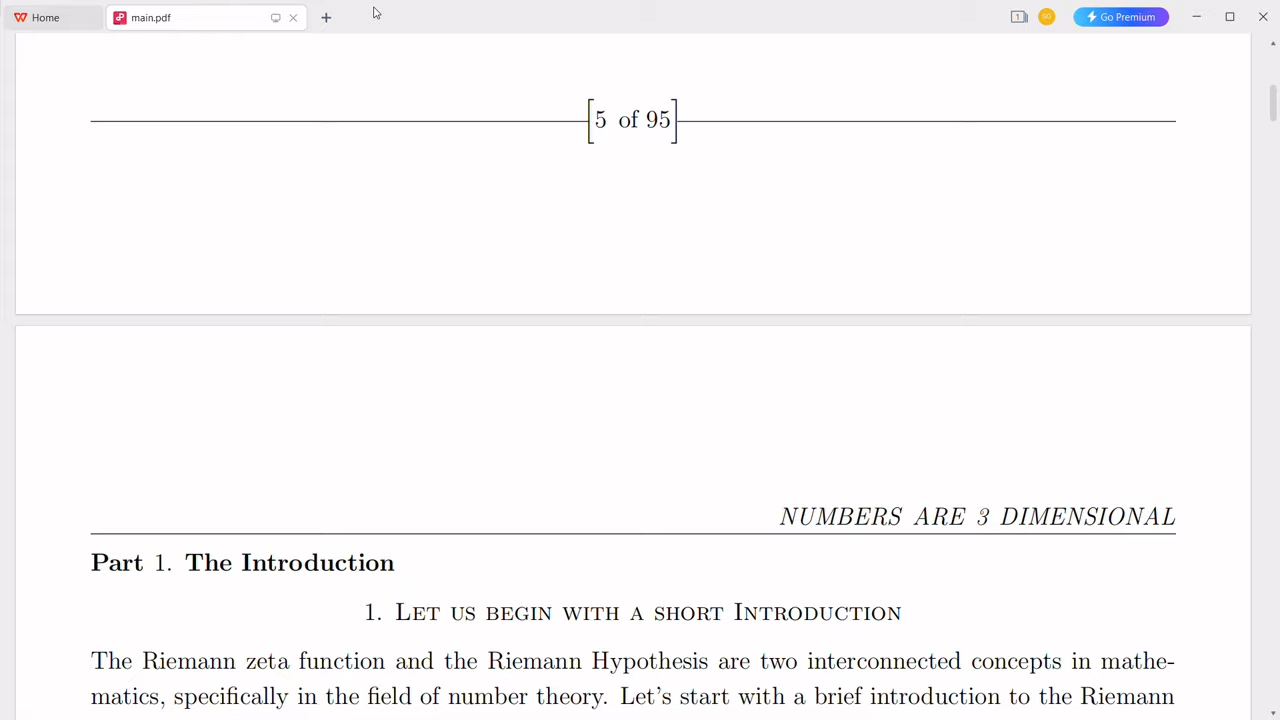 Home
main.pdf
1
Go Premium
[5 of 95]
NUMBERS ARE 3 DIMENSIONAL
Part 1. The Introduction
1. Let us begin with a short Introduction
The Riemann zeta function and the Riemann Hypothesis are two interconnected concepts in mathe-
matics, specifically in the field of number theory. Let's start with a brief introduction to the Riemann